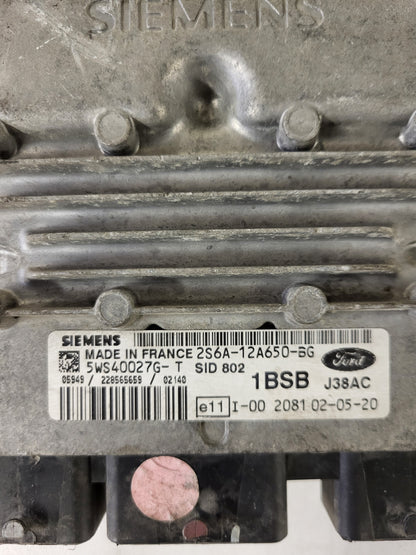 SIEMENS
SIEMENS
MADE IN FRANCE 2S6A-12A650-BG
5WS40027G- T SID 802
Ford
05949 / 228565659 / 02140
1BSB J38AC
e11 I-00 2081 02-05-20